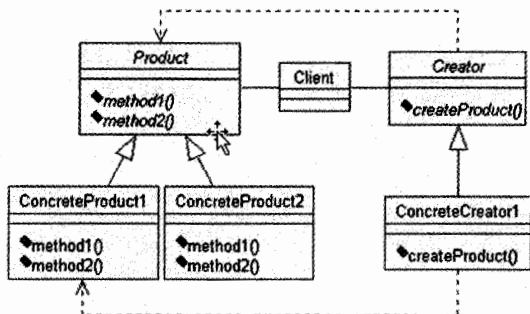 Product
method1()
method2()
Client
Creator
createProduct()
ConcreteProduct1
method1()
method2()
ConcreteProduct2
method1()
method2()
ConcreteCreator1
createProduct()